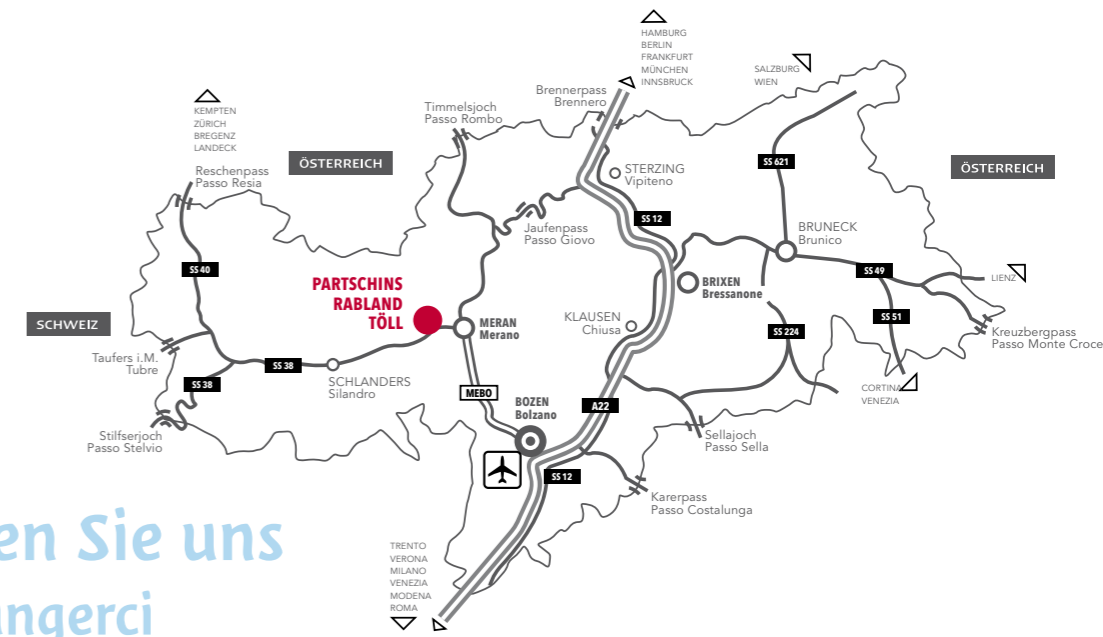 HAMBURG
BERLIN
FRANKFURT
MÜNCHEN
INNSBRUCK
SALZBURG
WIEN
Brennerpass
Brennero
KEMPTEN
ZÜRICH
BREGENZ
LANDECK
Timmelsjoch
Passo Rombo
ÖSTERREICH
ÖSTERREICH
Reschenpass
Passo Resia
SS 621
STERZING
Vipiteno
SS 12
Jaufenpass
Passo Giovo
BRUNECK
Brunico
SS 40
SS 49
LIENZ
PARTSCHINS
RABLAND
TÖLL
BRIXEN
Bressanone
SCHWEIZ
MERAN
Merano
KLAUSEN
Chiusa
SS 51
SS 224
Kreuzbergpass
Passo Monte Croce
Taufers i.M.
Tubre
SS 38
SS 38
SCHLANDERS
Silandro
MEBO
BOZEN
Bolzano
A22
CORTINA
VENEZIA
Stilfserjoch
Passo Stelvio
Sellajoch
Passo Sella
SS 12
Karerpass
Passo Costalunga
en Sie uns
ungerci
TRENTO
VERONA
MILANO
VENEZIA
MODENA
ROMA